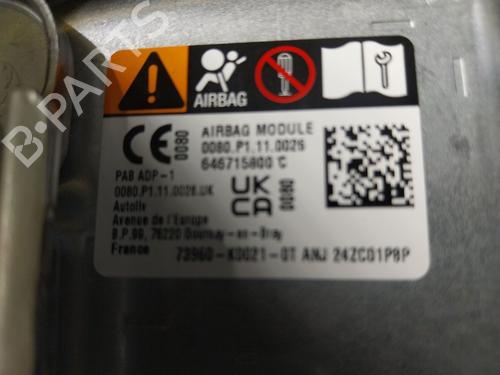 AIRBAG
CE 0080
AIRBAG MODULE
0080.P1.11.0026
646715800 C
PAB ADP-1
0080.P1.11.0026.UK
UK
CA 0080
Autoliv
Avenue de l'Europe
B.P.99, 76220 Gournay-en-Bray
France
73960-K0021-0T ANJ 24ZC01P8P
B-PARTS